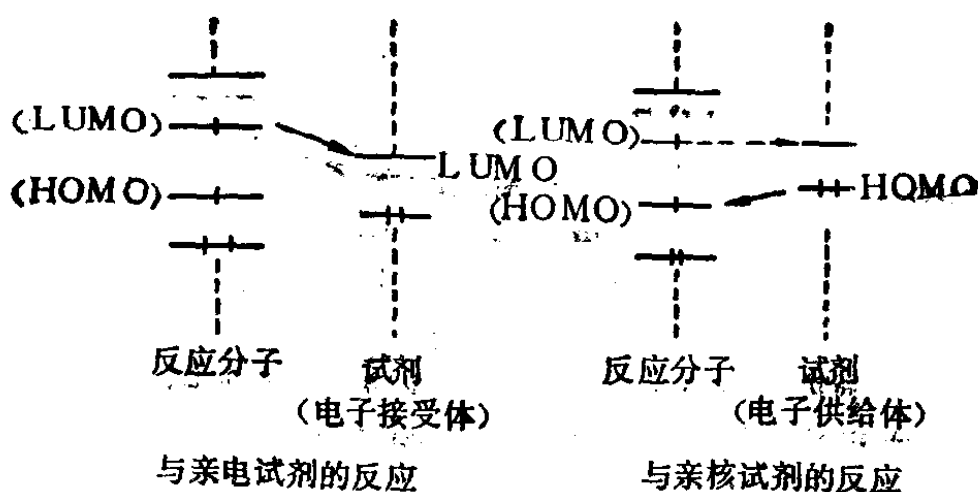 (LUMO)
LUMO
(HOMO)
反应分子
试剂
(电子接受体)
与亲电试剂的反应
(LUMO)
HOMO
(HOMO)
反应分子
试剂
(电子供给体)
与亲核试剂的反应